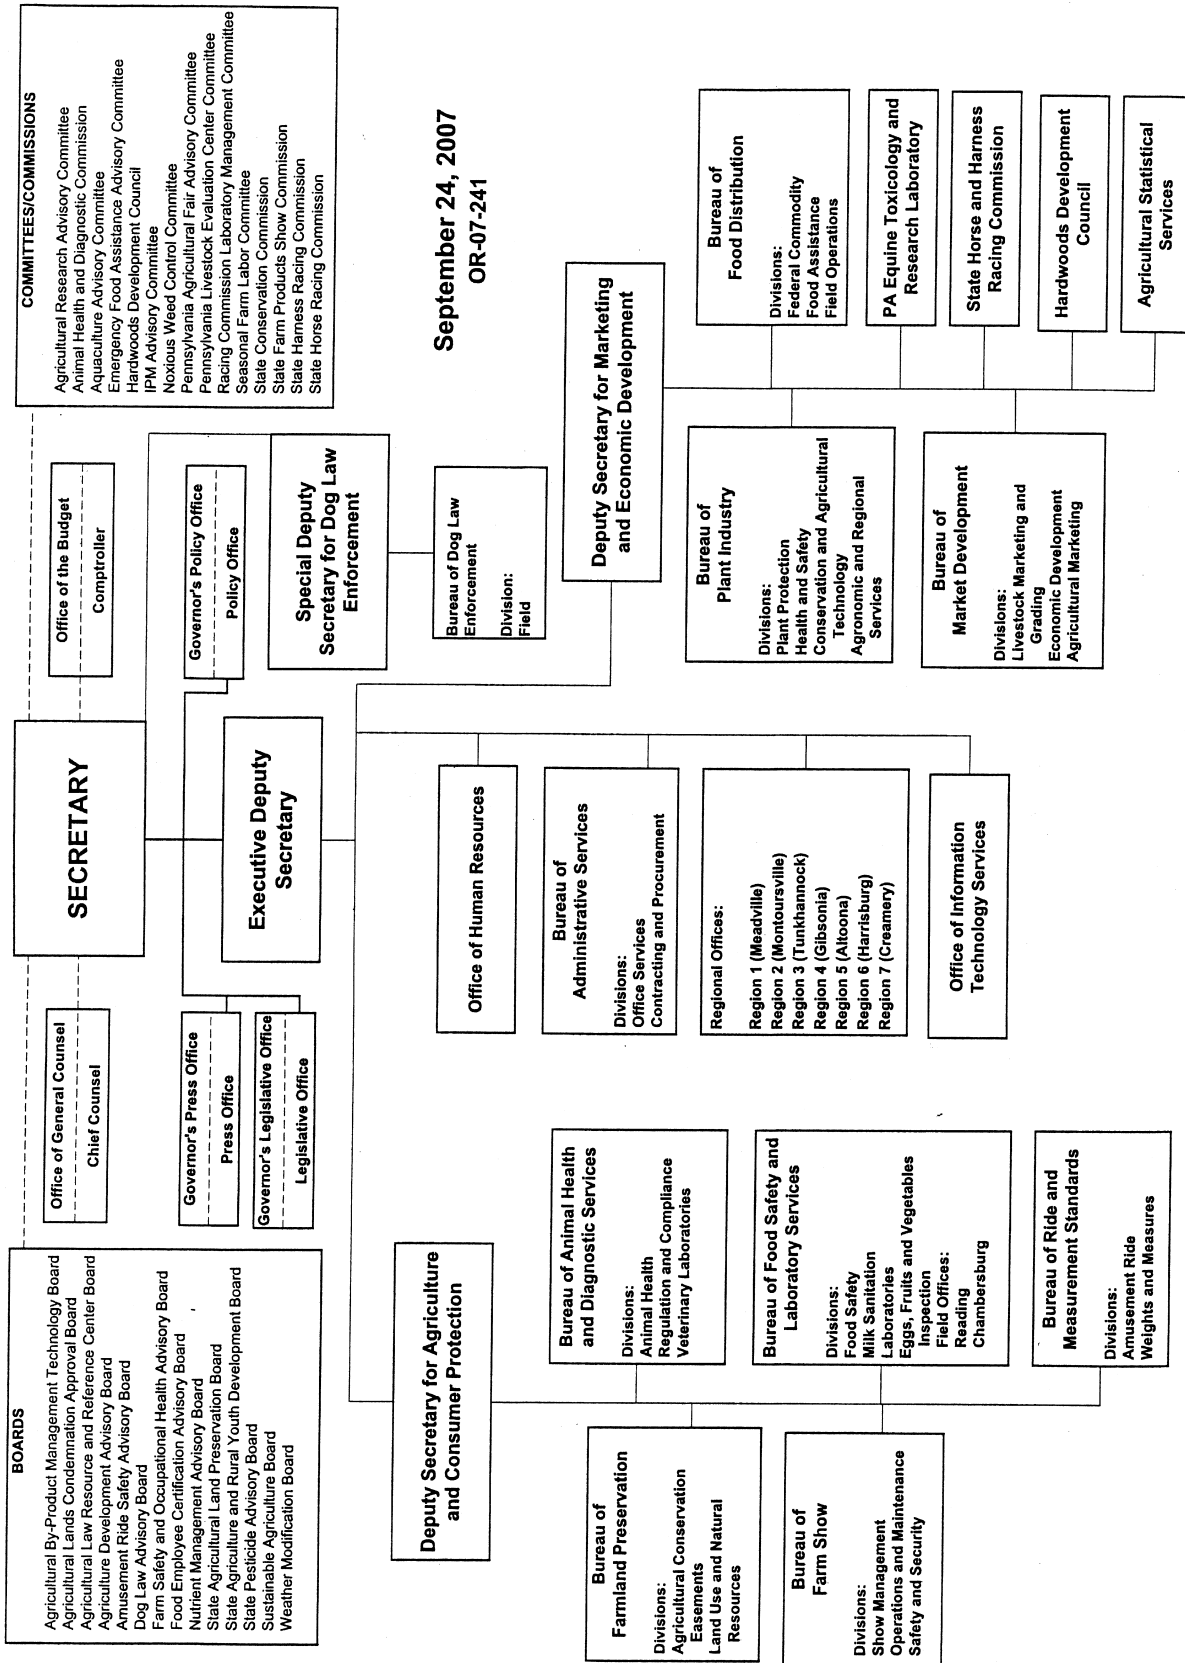 BOARDS
Agricultural By-Product Management Technology Board
Agricultural Lands Condemnation Approval Board
Agricultural Law Resource and Reference Center Board
Agriculture Development Advisory Board
Amusement Ride Safety Advisory Board
Dog Law Advisory Board
Farm Safety and Occupational Health Advisory Board
Food Employee Certification Advisory Board
Nutrient Management Advisory Board
State Agricultural Land Preservation Board
State Agriculture and Rural Youth Development Board
State Pesticide Advisory Board
Sustainable Agriculture Board
Weather Modification Board
SECRETARY
COMMITTEES/COMMISSIONS
Agricultural Research Advisory Committee
Animal Health and Diagnostic Commission
Aquaculture Advisory Committee
Emergency Food Assistance Advisory Committee
Hardwoods Development Council
IPM Advisory Committee
Noxious Weed Control Committee
Pennsylvania Agricultural Fair Advisory Committee
Pennsylvania Livestock Evaluation Center Committee
Racing Commission Laboratory Management Committee
Seasonal Farm Labor Committee
State Conservation Commission
State Farm Products Show Commission
State Harness Racing Commission
State Horse Racing Commission
Office of General Counsel
Chief Counsel
Office of the Budget
Comptroller
Governor's Press Office
Press Office
Governor's Legislative Office
Legislative Office
Governor's Policy Office
Policy Office
Executive Deputy
Secretary
Special Deputy
Secretary for Dog Law
Enforcement
Bureau of Dog Law
Enforcement
Division:
Field
September 24, 2007
OR-07-241
Deputy Secretary for Agriculture
and Consumer Protection
Bureau of
Farmland Preservation
Divisions:
Agricultural Conservation
Easements
Land Use and Natural
Resources
Bureau of
Farm Show
Divisions:
Show Management
Operations and Maintenance
Safety and Security
Bureau of Animal Health
and Diagnostic Services
Divisions:
Animal Health
Regulation and Compliance
Veterinary Laboratories
Bureau of Food Safety and
Laboratory Services
Divisions:
Food Safety
Milk Sanitation
Laboratories
Eggs, Fruits and Vegetables
Inspection
Field Offices:
Reading
Chambersburg
Bureau of Ride and
Measurement Standards
Divisions:
Amusement Ride
Weights and Measures
Office of Human Resources
Bureau of
Administrative Services
Divisions:
Office Services
Contracting and Procurement
Regional Offices:
Region 1 (Meadville)
Region 2 (Montoursville)
Region 3 (Tunkhannock)
Region 4 (Gibsonia)
Region 5 (Altoona)
Region 6 (Harrisburg)
Region 7 (Creamery)
Office of Information
Technology Services
Deputy Secretary for Marketing
and Economic Development
Bureau of
Plant Industry
Divisions:
Plant Protection
Health and Safety
Conservation and Agricultural
Technology
Agronomic and Regional
Services
Bureau of
Market Development
Divisions:
Livestock Marketing and
Grading
Economic Development
Agricultural Marketing
Bureau of
Food Distribution
Divisions:
Federal Commodity
Food Assistance
Field Operations
PA Equine Toxicology and
Research Laboratory
State Horse and Harness
Racing Commission
Hardwoods Development
Council
Agricultural Statistical
Services